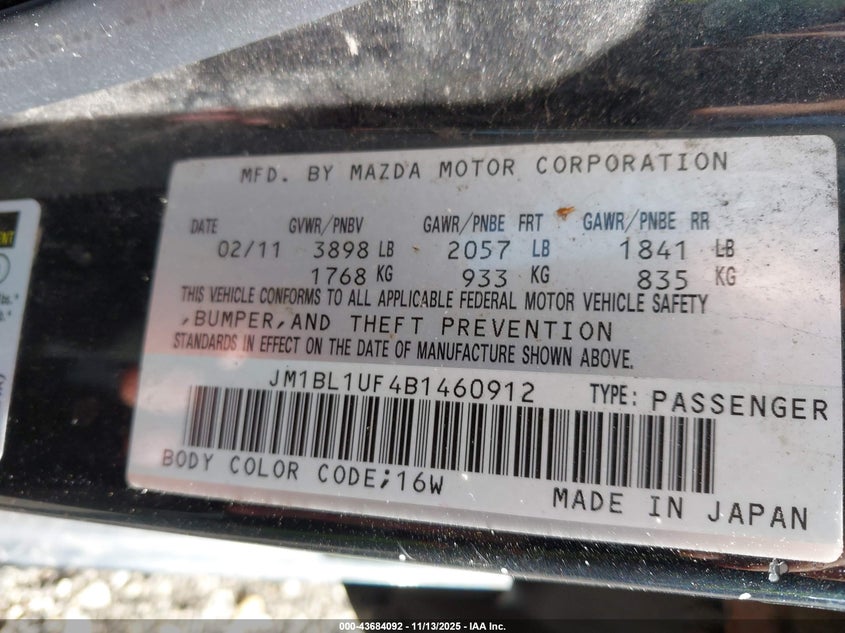 MFD. BY MAZDA MOTOR CORPORATION
DATE GVWR/PNBV GAWR/PNBE FRT GAWR/PNBE RR
02/11 3898 LB 2057 LB 1841 LB
1768 KG 933 KG 835 KG
THIS VEHICLE CONFORMS TO ALL APPLICABLE FEDERAL MOTOR VEHICLE SAFETY
,BUMPER,AND THEFT PREVENTION
STANDARDS IN EFFECT ON THE DATE OF MANUFACTURE SHOWN ABOVE.
JM1BL1UF4B1460912 TYPE: PASSENGER
BODY COLOR CODE;16W
MADE IN JAPAN
000-43684092 - 11/13/2025 - IAA Inc.